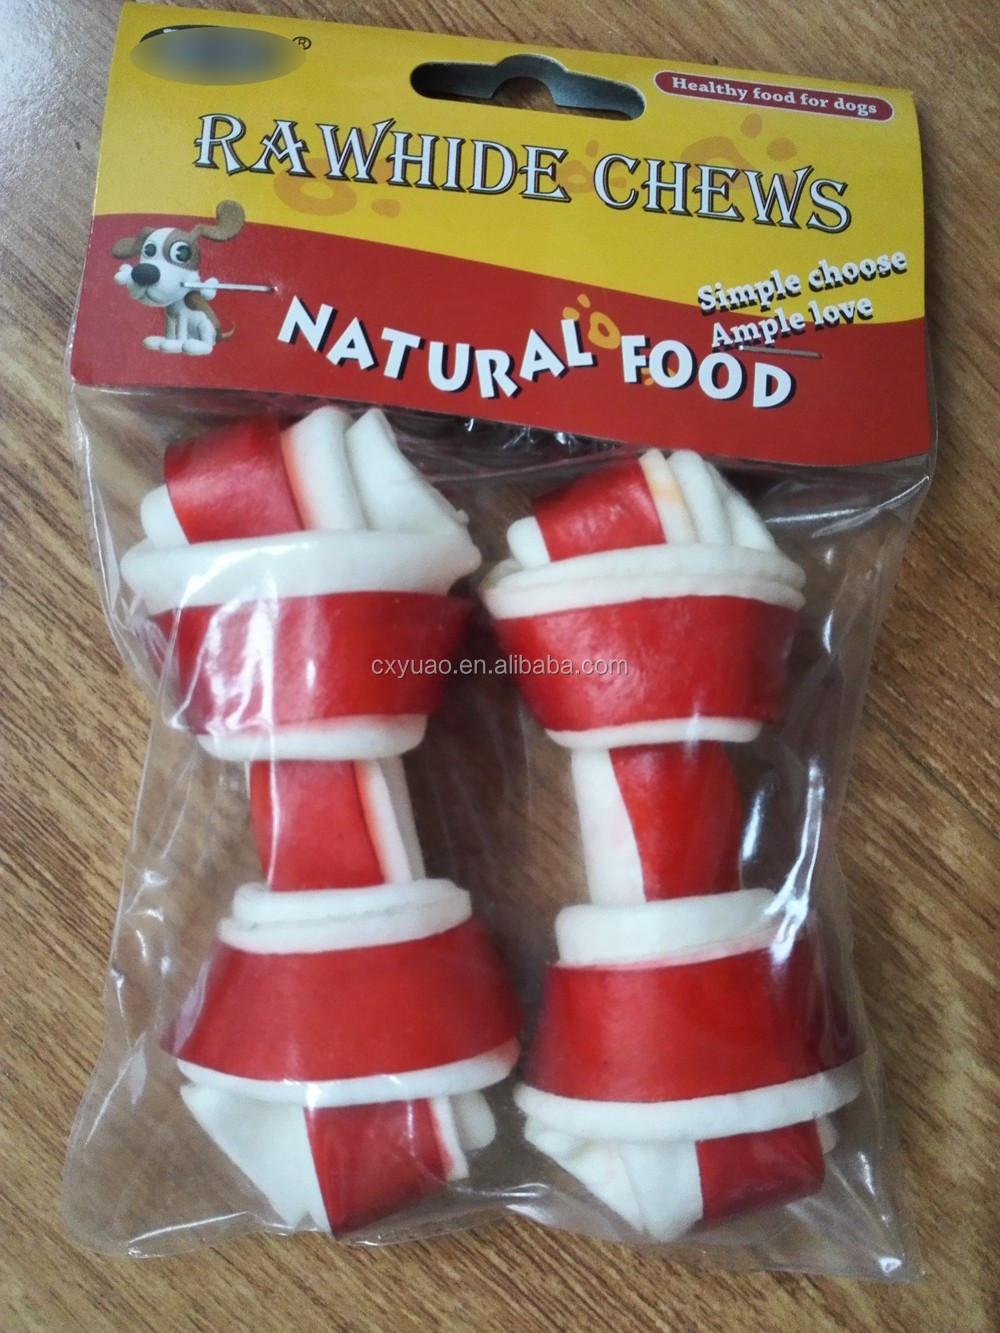 ®
Healthy food for dogs
RAWHIDE CHEWS
Simple choose
Ample love
NATURAL FOOD
cxyuao.en.alibaba.com